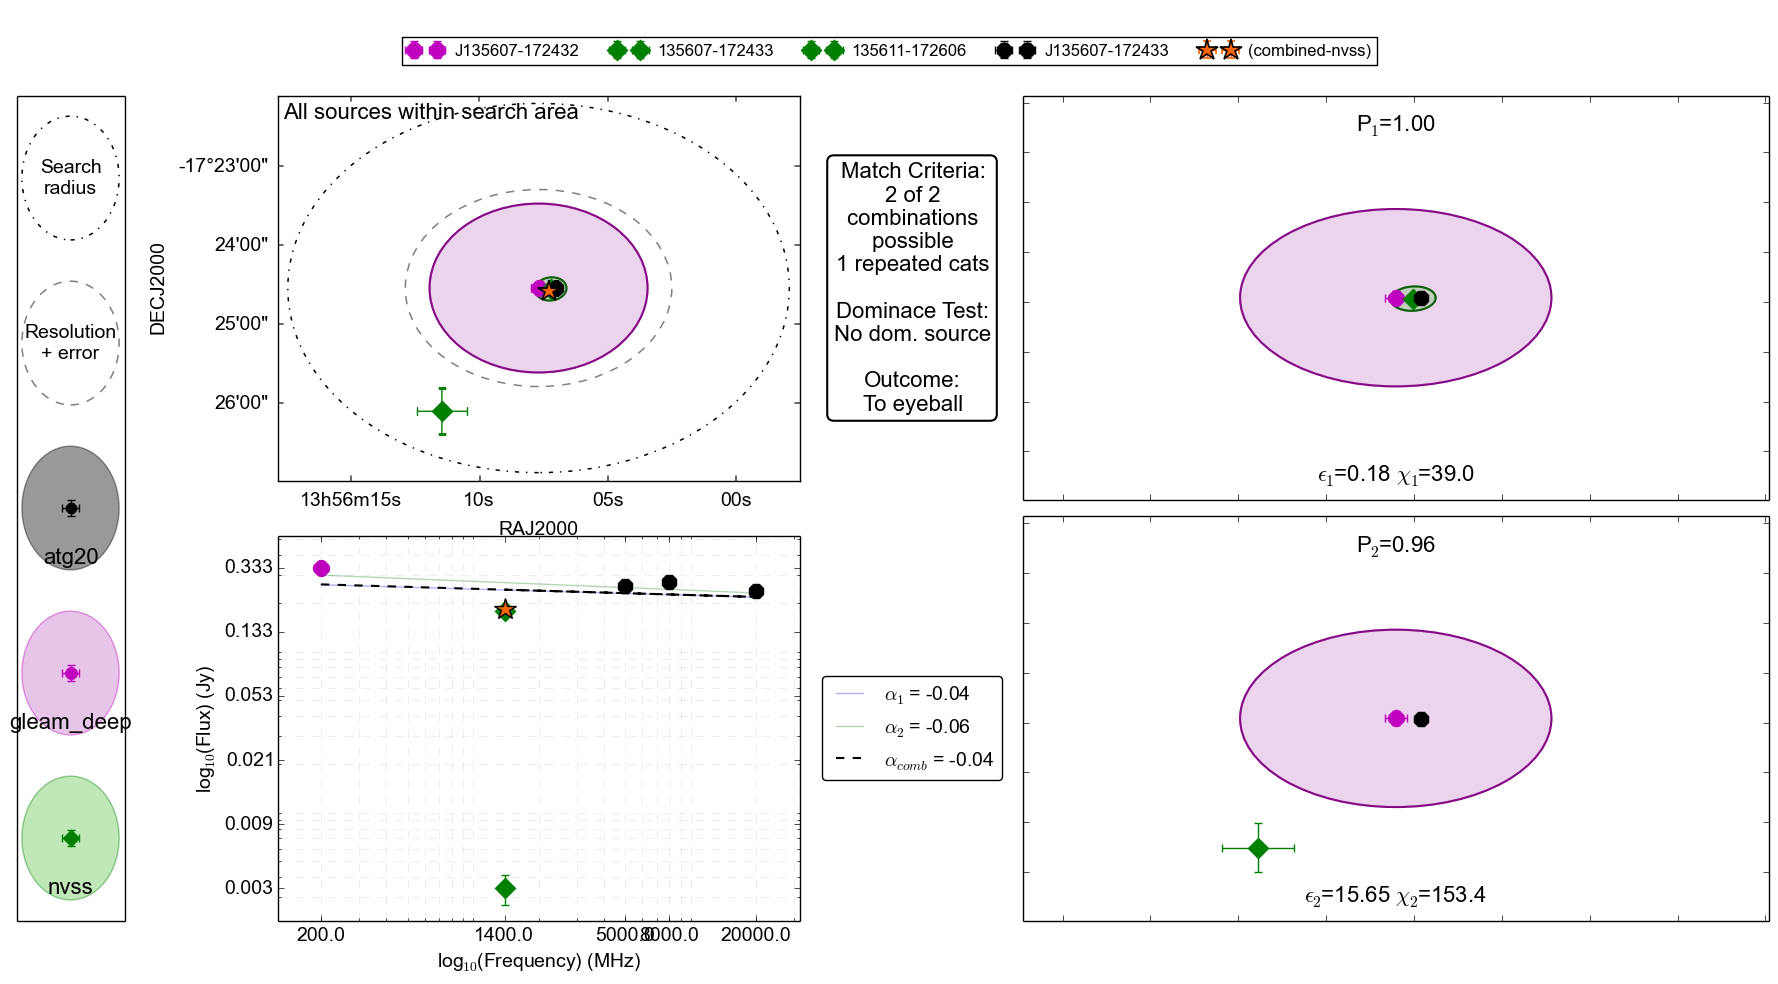 J135607-172432 135607-172433 135611-172606 J135607-172433 (combined-nvss)
Search
radius
Resolution
+ error
atg20
gleam_deep
nvss
All sources within search area
DECJ2000
-17°23'00"
24'00"
25'00"
26'00"
13h56m15s 10s 05s 00s
RAJ2000
Match Criteria:
2 of 2
combinations
possible
1 repeated cats
Dominace Test:
No dom. source
Outcome:
To eyeball
P₁=1.00
ϵ₁=0.18 χ₁=39.0
log₁₀(Flux) (Jy)
0.333
0.133
0.053
0.021
0.009
0.003
200.0 1400.0 5000.0 8000.0 20000.0
log₁₀(Frequency) (MHz)
α₁ = -0.04
α₂ = -0.06
α_comb = -0.04
P₂=0.96
ϵ₂=15.65 χ₂=153.4